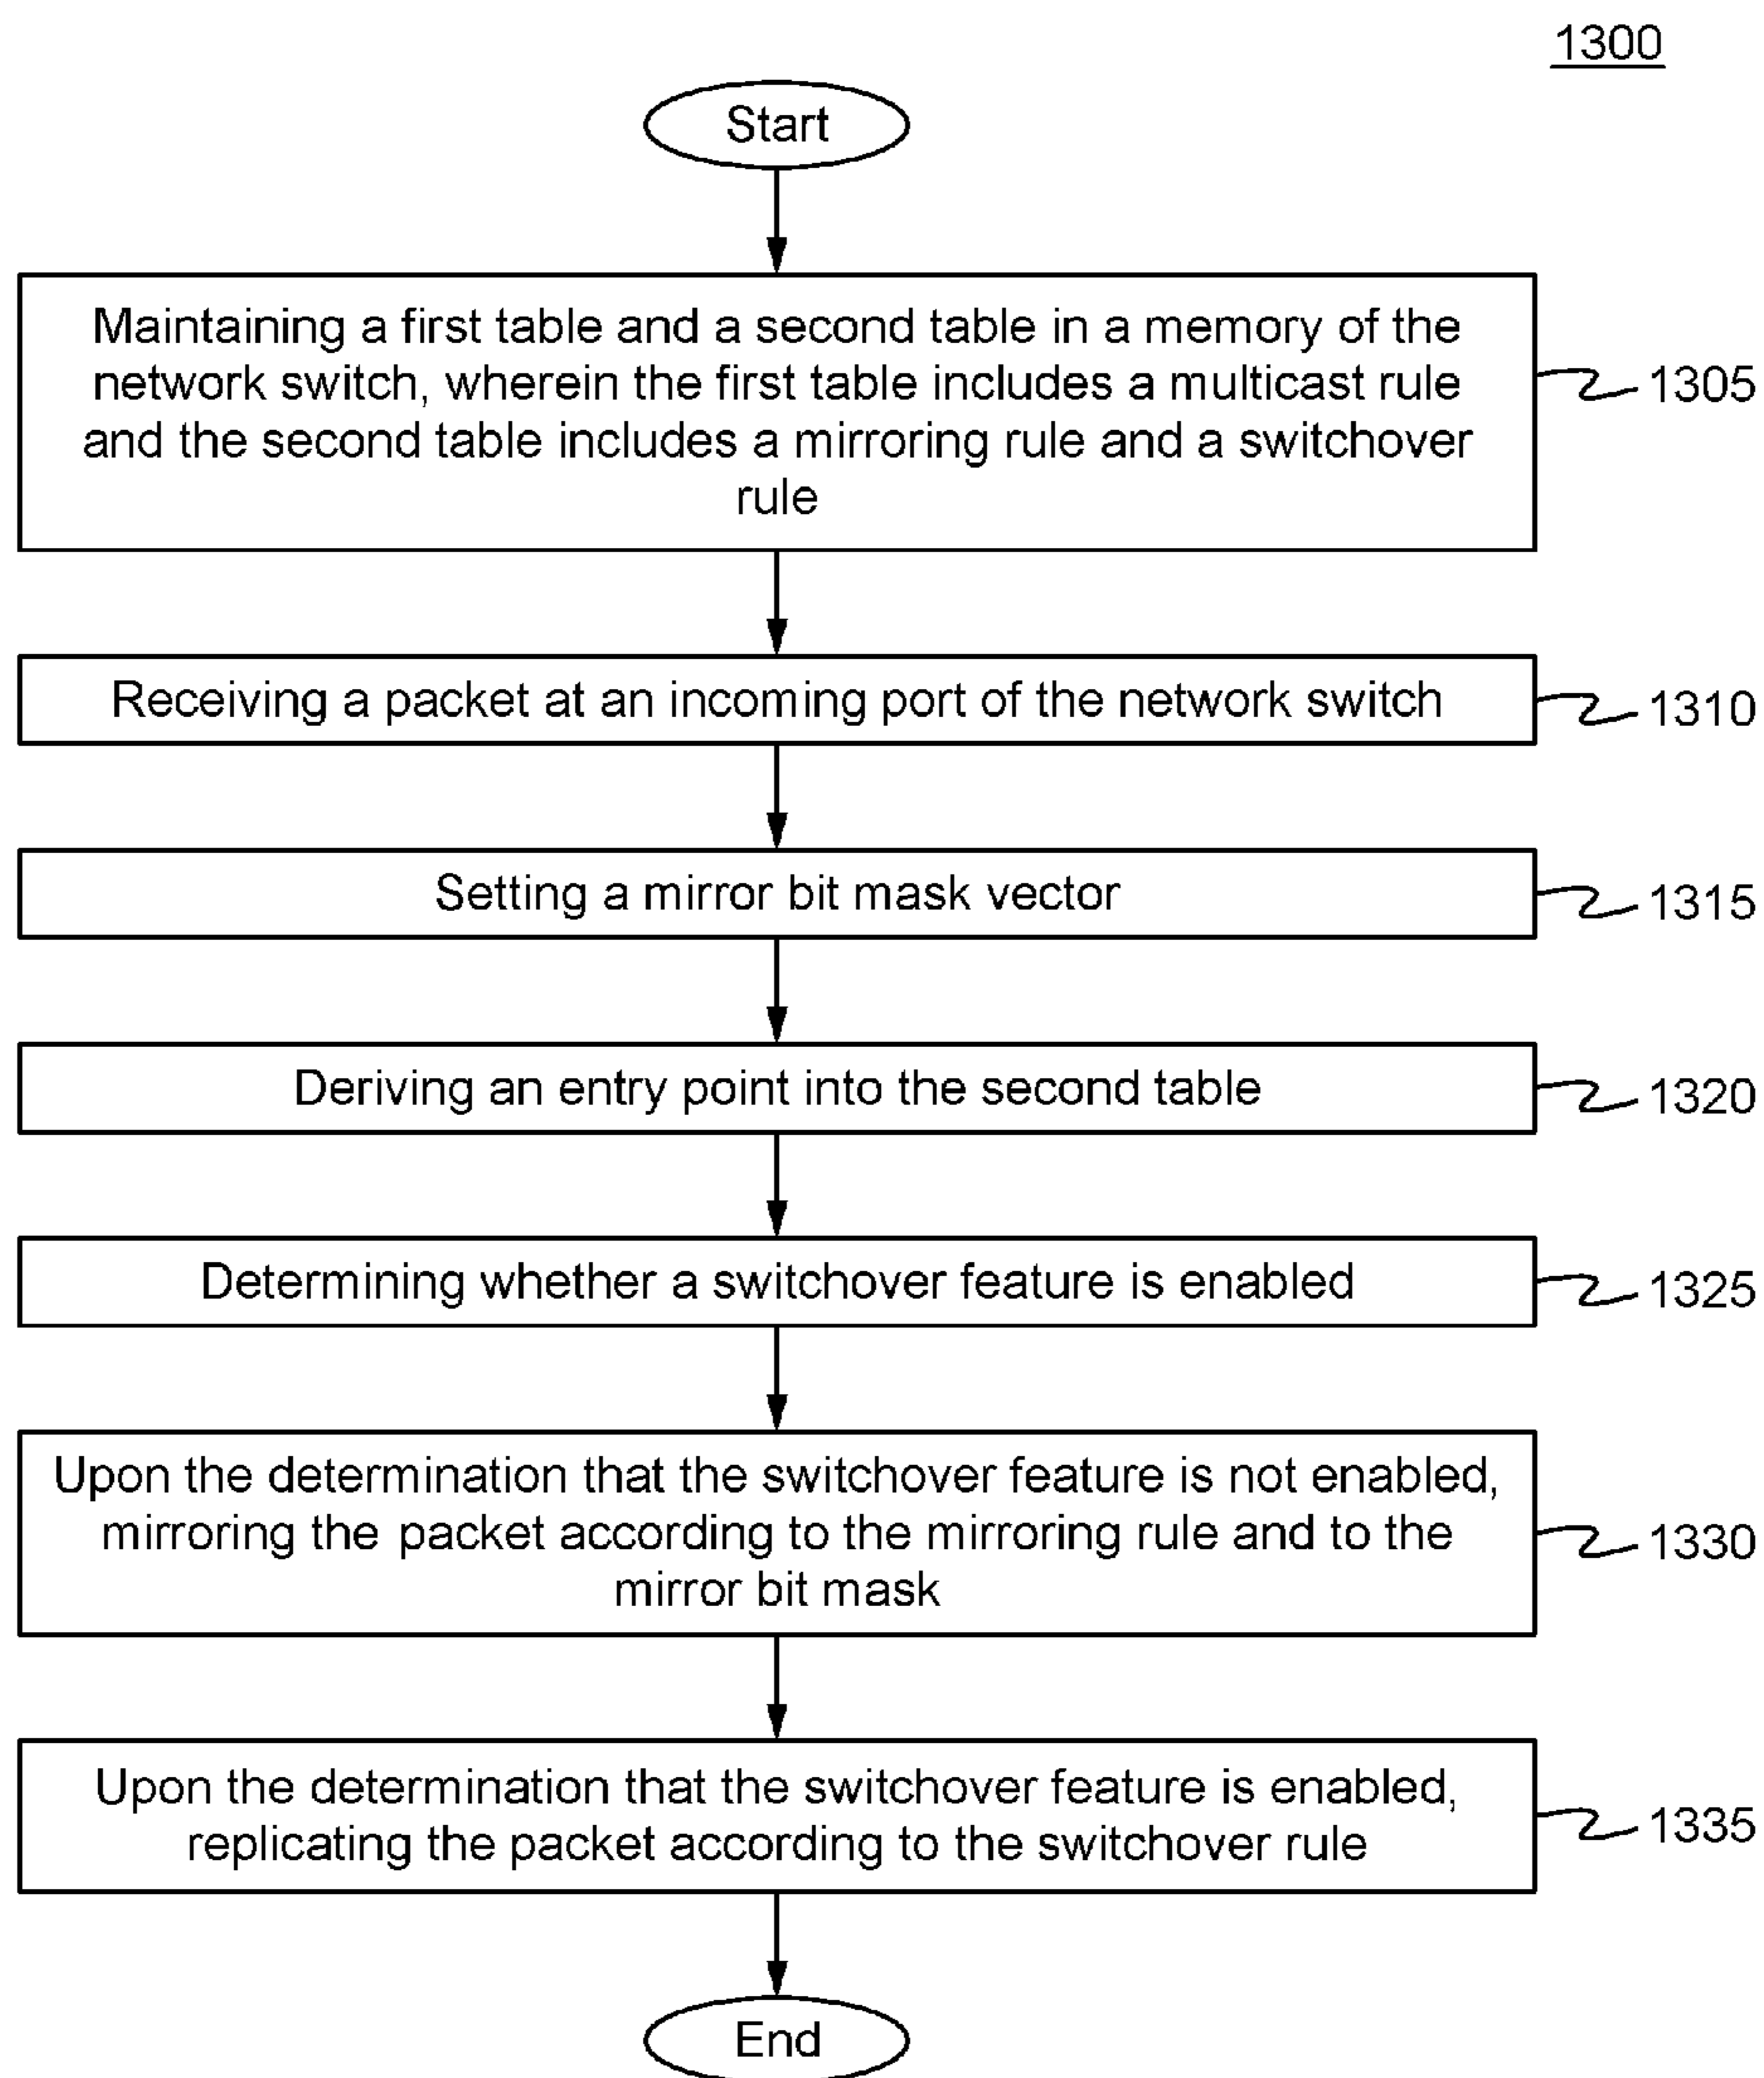 1300
Start
Maintaining a first table and a second table in a memory of the
network switch, wherein the first table includes a multicast rule
and the second table includes a mirroring rule and a switchover
rule
1305
Receiving a packet at an incoming port of the network switch
1310
Setting a mirror bit mask vector
1315
Deriving an entry point into the second table
1320
Determining whether a switchover feature is enabled
1325
Upon the determination that the switchover feature is not enabled,
mirroring the packet according to the mirroring rule and to the
mirror bit mask
1330
Upon the determination that the switchover feature is enabled,
replicating the packet according to the switchover rule
1335
End